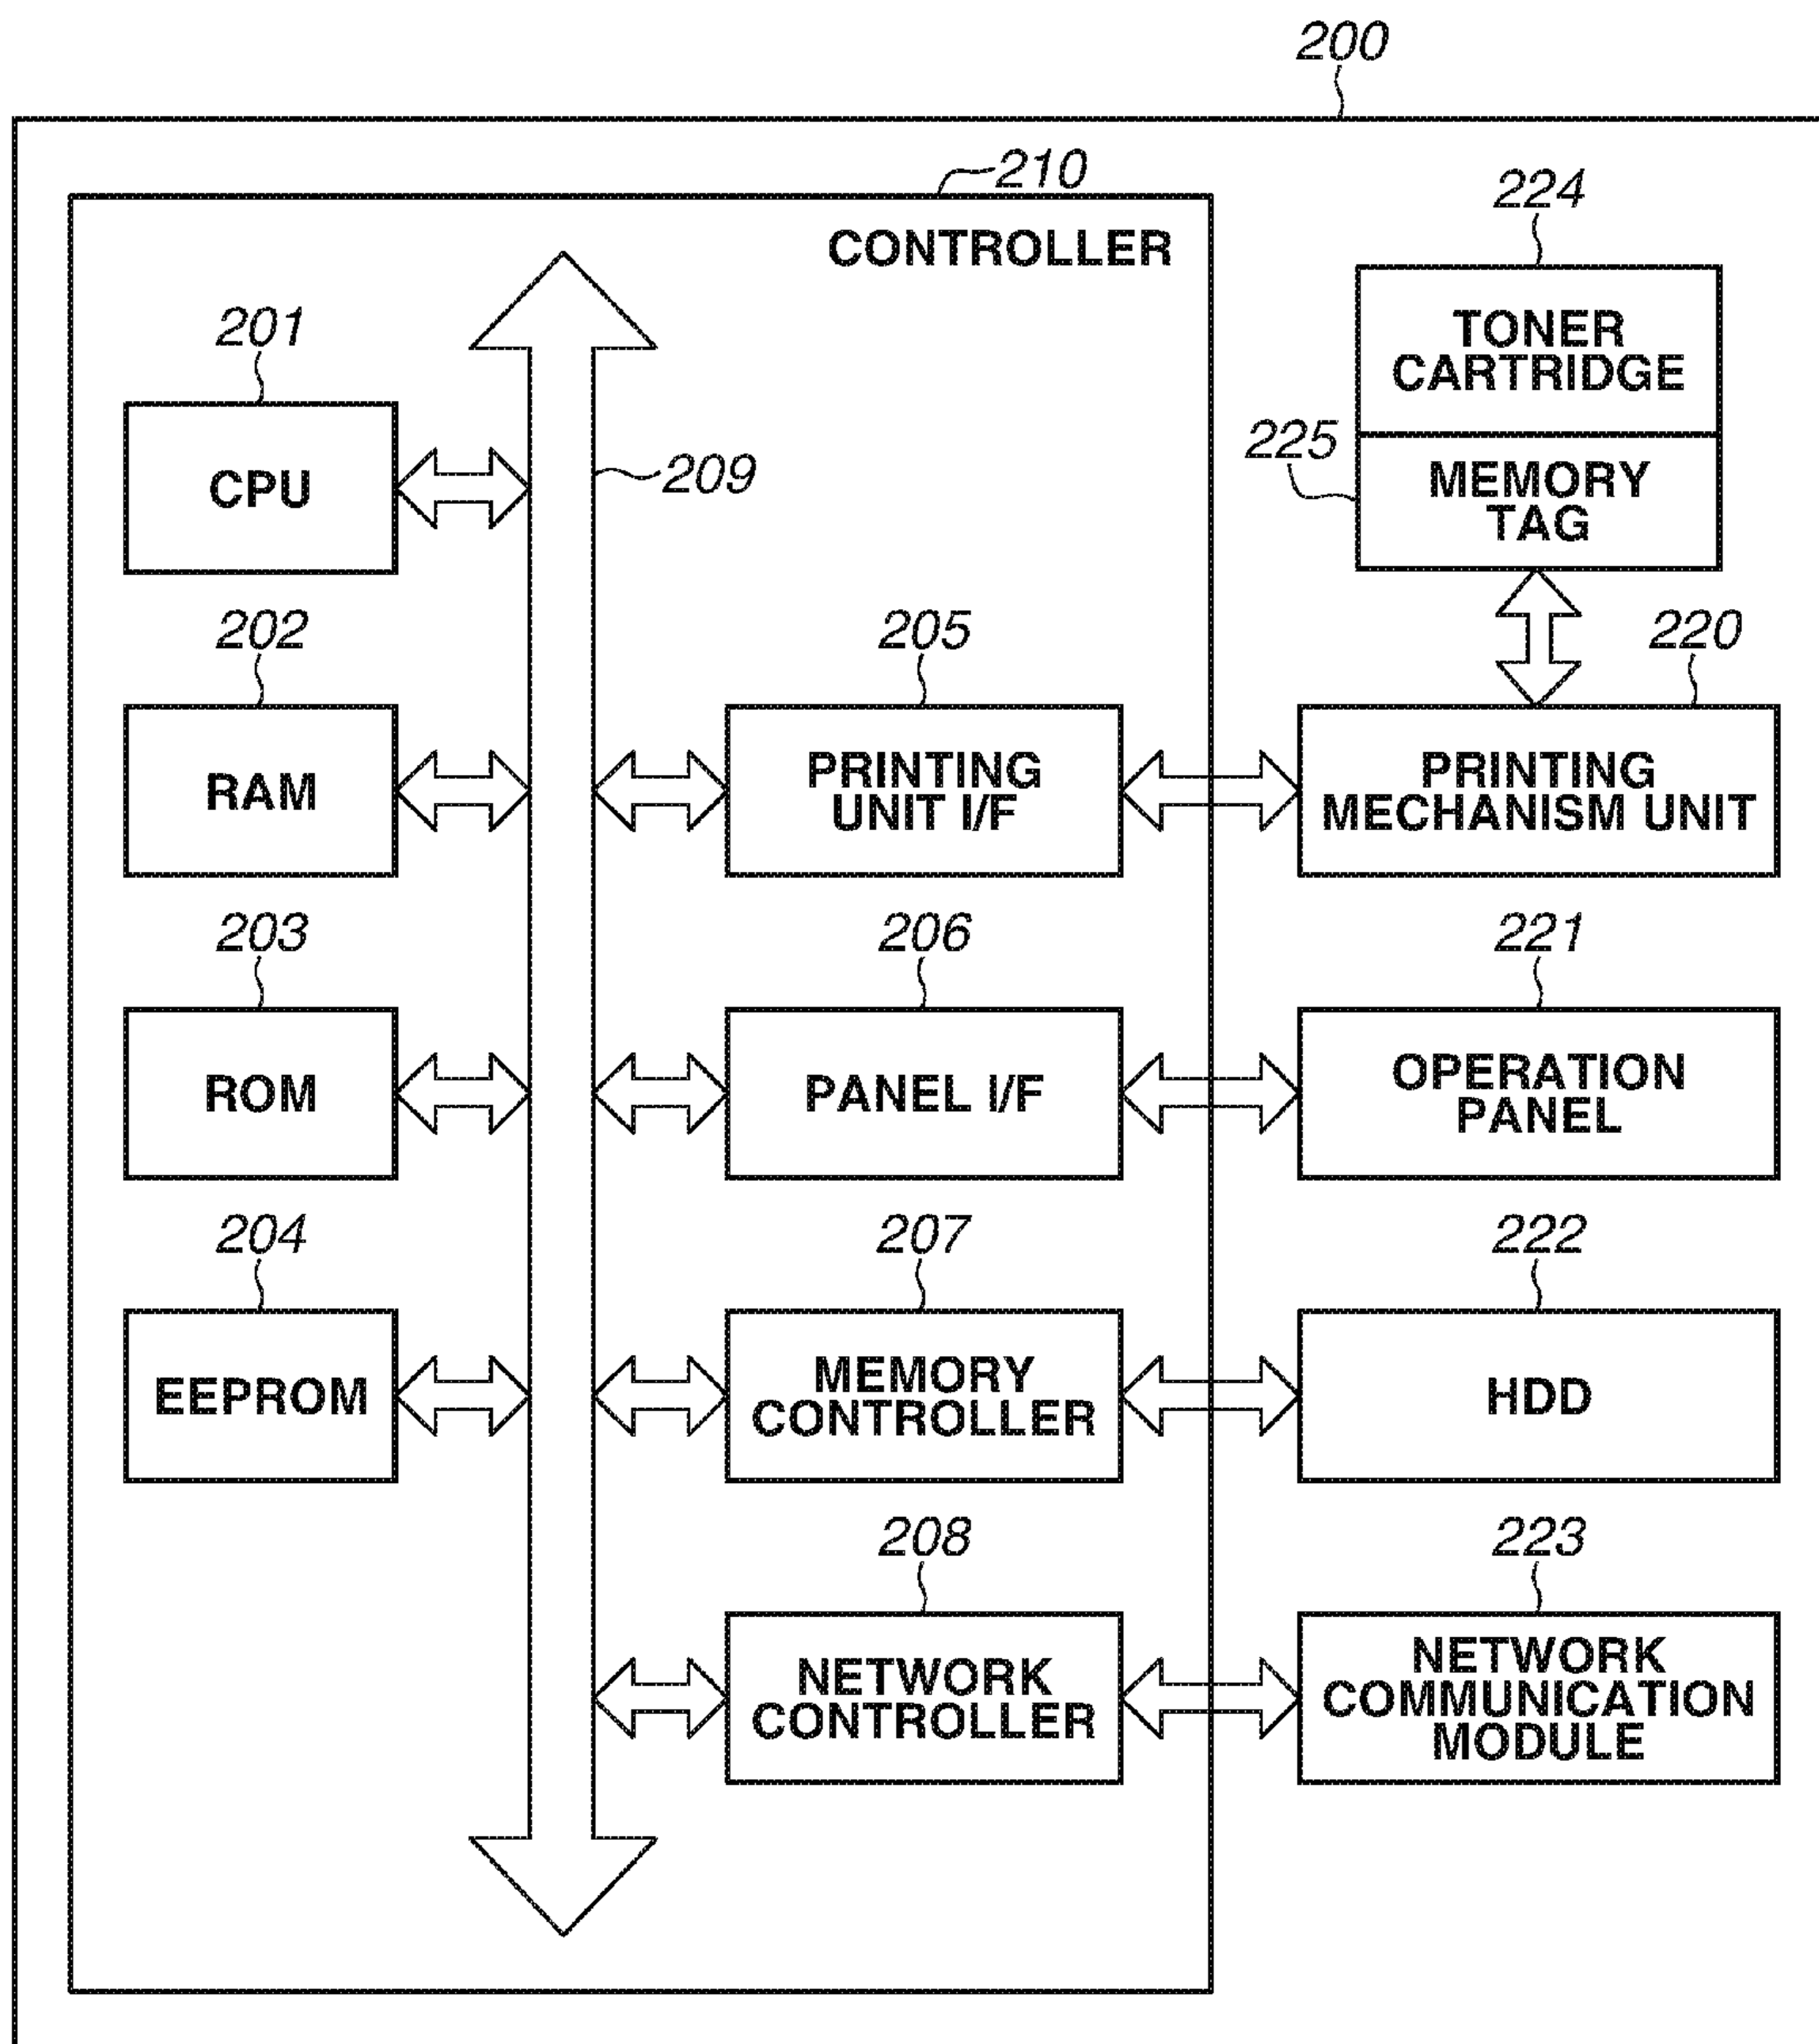 200
210
CONTROLLER
224
TONER
CARTRIDGE
201
CPU
209
225
MEMORY
TAG
202
RAM
205
PRINTING
UNIT I/F
220
PRINTING
MECHANISM UNIT
203
ROM
206
PANEL I/F
221
OPERATION
PANEL
204
EEPROM
207
MEMORY
CONTROLLER
222
HDD
208
NETWORK
CONTROLLER
223
NETWORK
COMMUNICATION
MODULE